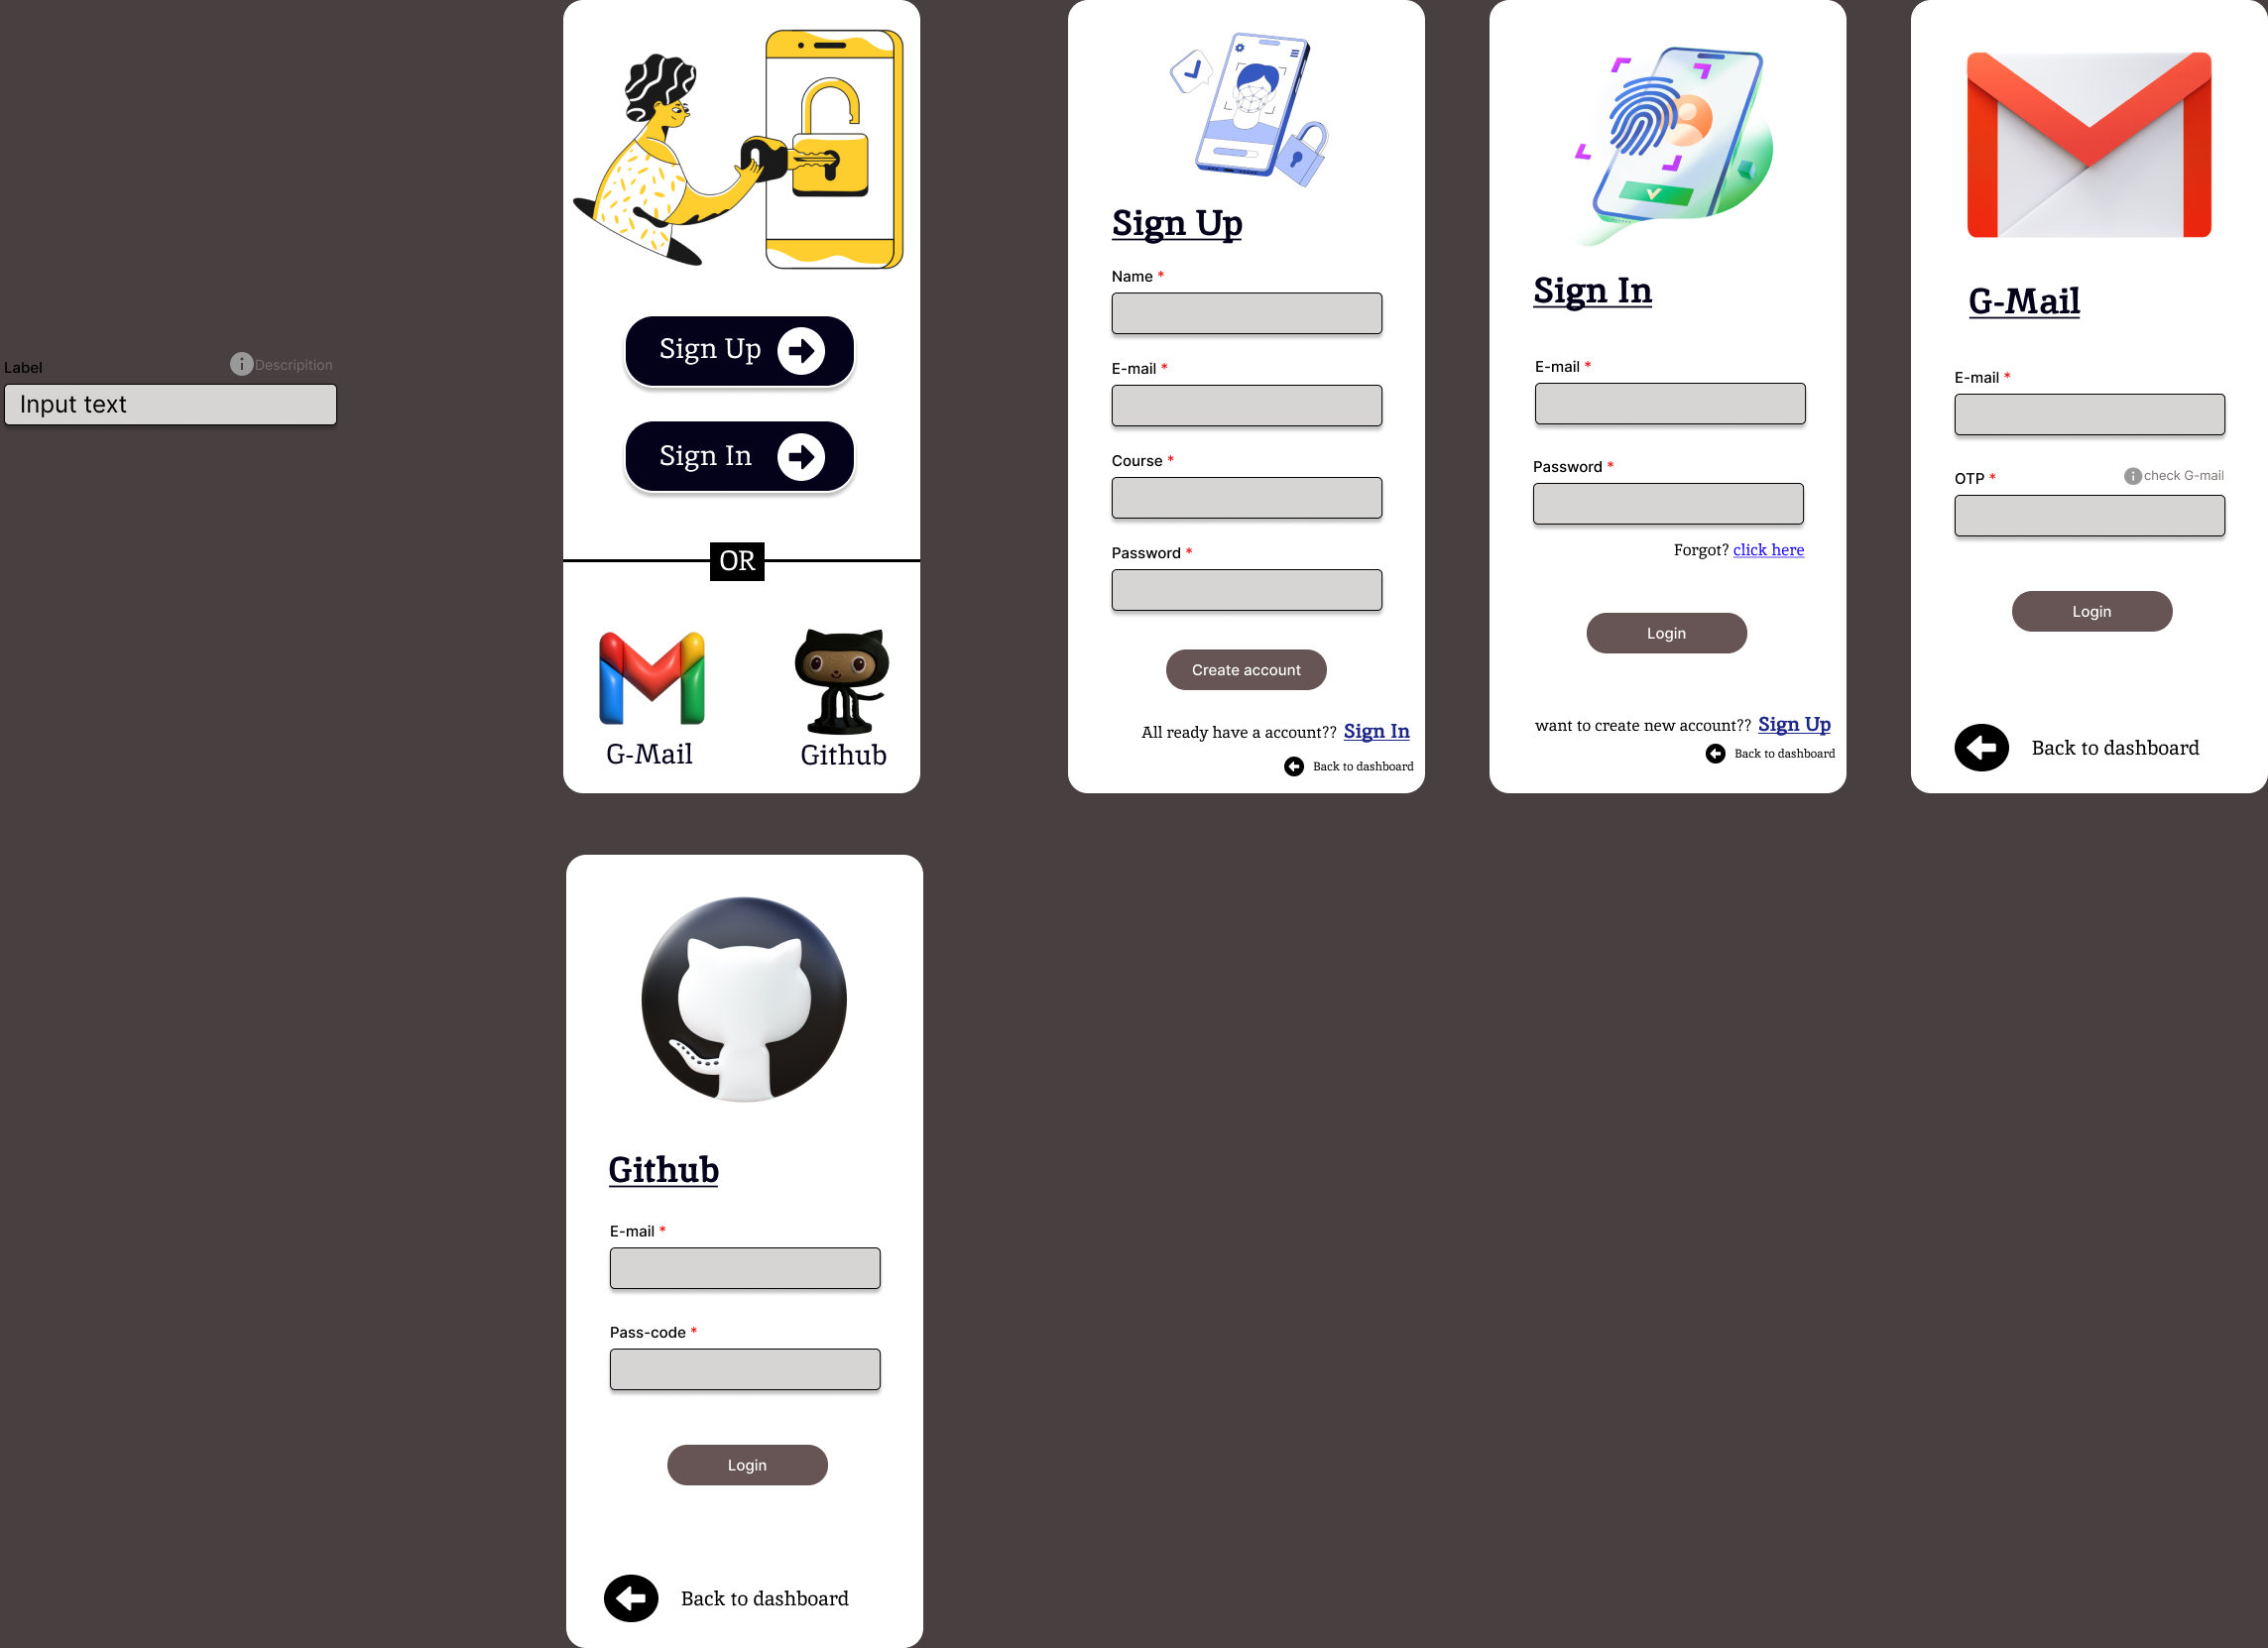 Label
Descripition
Input text
Sign Up
Sign In
OR
G-Mail
Github
Sign Up
Name *
E-mail *
Course *
Password *
Create account
All ready have a account?? Sign In
Back to dashboard
Sign In
E-mail *
Password *
Forgot? click here
Login
want to create new account?? Sign Up
Back to dashboard
G-Mail
E-mail *
OTP *
check G-mail
Login
Back to dashboard
Github
E-mail *
Pass-code *
Login
Back to dashboard